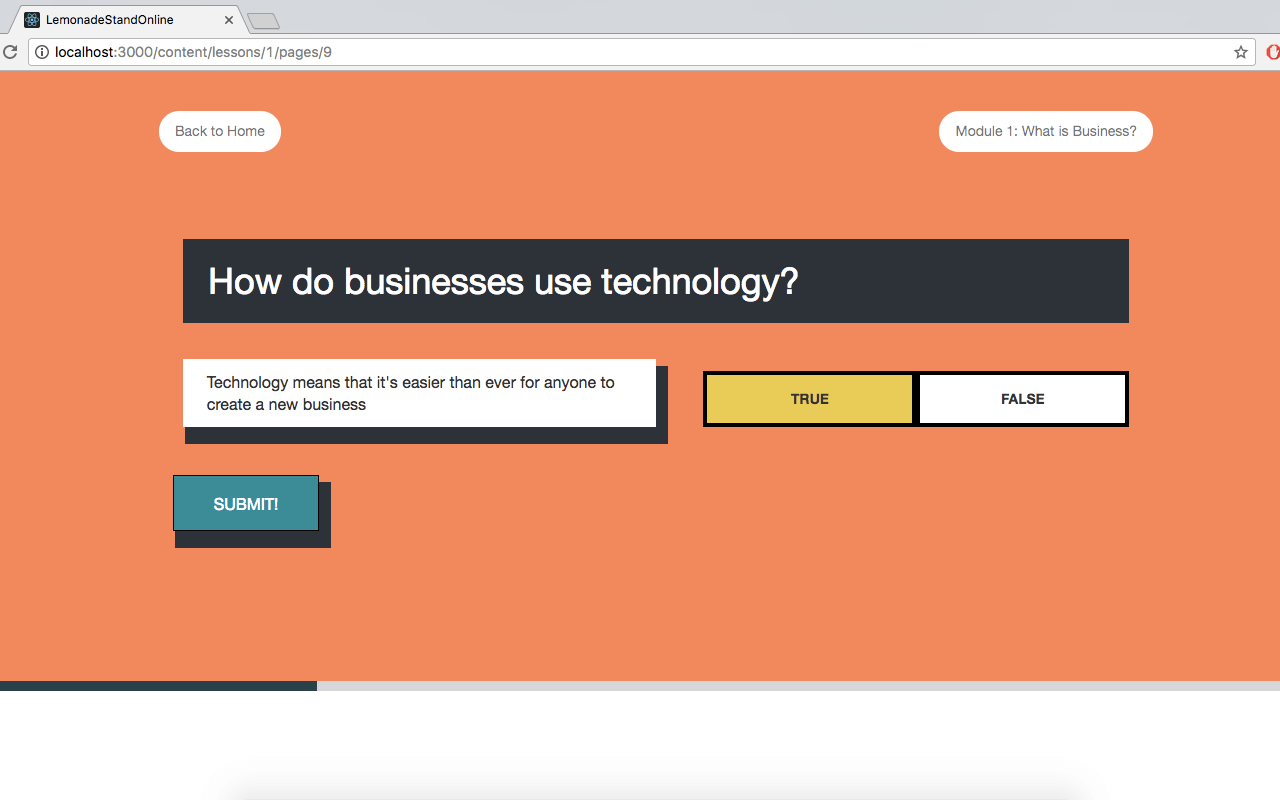 LemonadeStandOnline
localhost:3000/content/lessons/1/pages/9
Back to Home
Module 1: What is Business?
How do businesses use technology?
Technology means that it's easier than ever for anyone to
create a new business
TRUE
FALSE
SUBMIT!